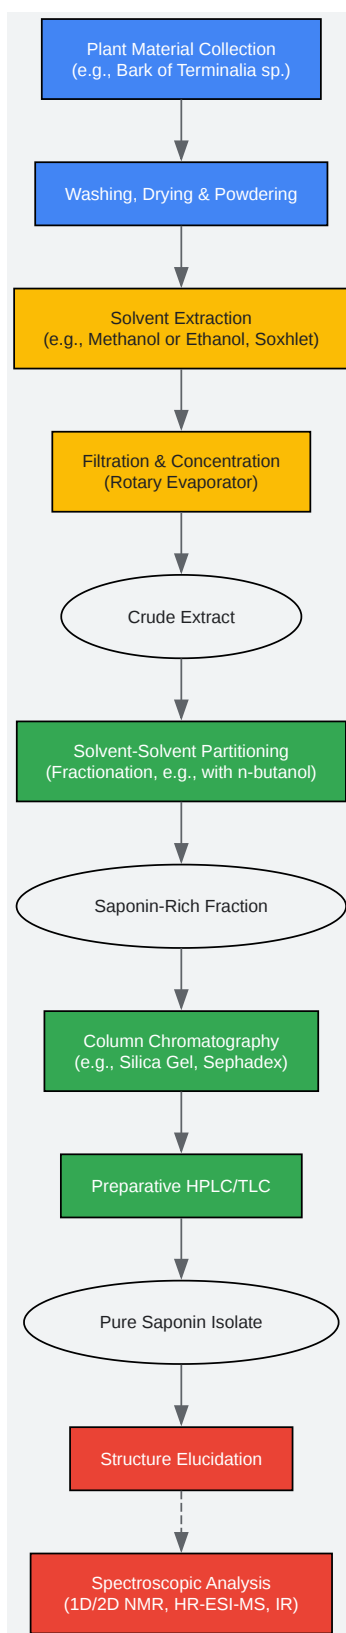 Plant Material Collection
(e.g., Bark of Terminalia sp.)
Washing, Drying & Powdering
Solvent Extraction
(e.g., Methanol or Ethanol, Soxhlet)
Filtration & Concentration
(Rotary Evaporator)
Crude Extract
Solvent-Solvent Partitioning
(Fractionation, e.g., with n-butanol)
Saponin-Rich Fraction
Column Chromatography
(e.g., Silica Gel, Sephadex)
Preparative HPLC/TLC
Pure Saponin Isolate
Structure Elucidation
Spectroscopic Analysis
(1D/2D NMR, HR-ESI-MS, IR)